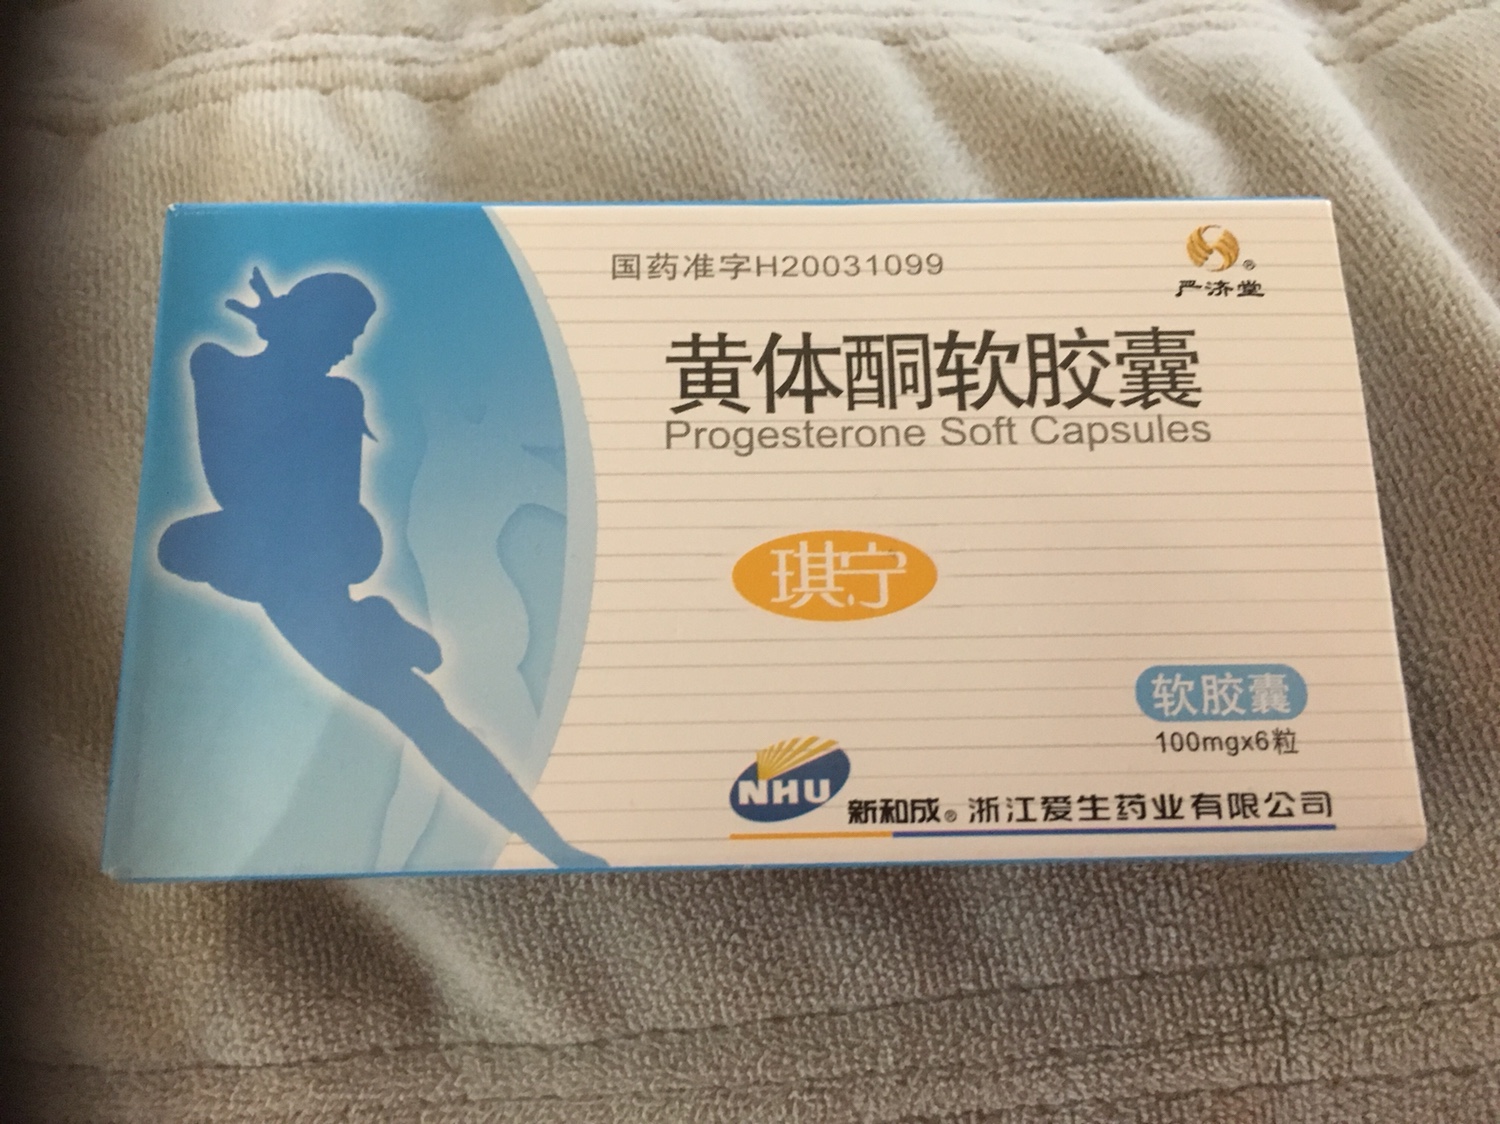 国药准字H20031099
®
严济堂
黄体酮软胶囊
Progesterone Soft Capsules
琪宁
软胶囊
100mgx6粒
NHU 新和成® 浙江爱生药业有限公司